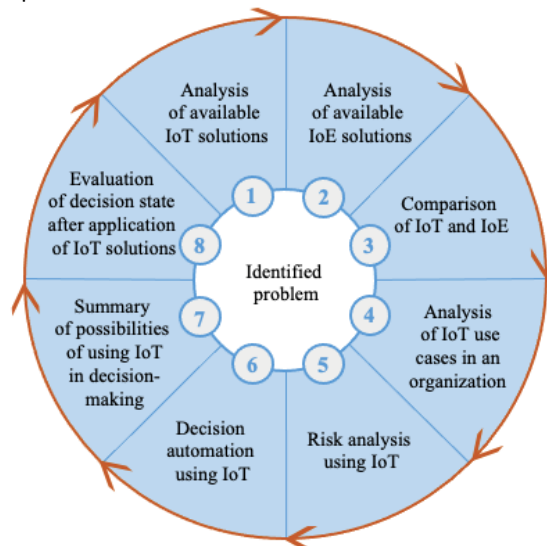 Analysis
of available
IoT solutions
1
Analysis
of available
IoE solutions
2
Comparison
of IoT and IoE
3
Analysis
of IoT use
cases in an
organization
4
Risk analysis
using IoT
5
Decision
automation
using IoT
6
Summary
of possibilities
of using IoT
in decision-
making
7
Evaluation
of decision state
after application
of IoT solutions
8
Identified
problem